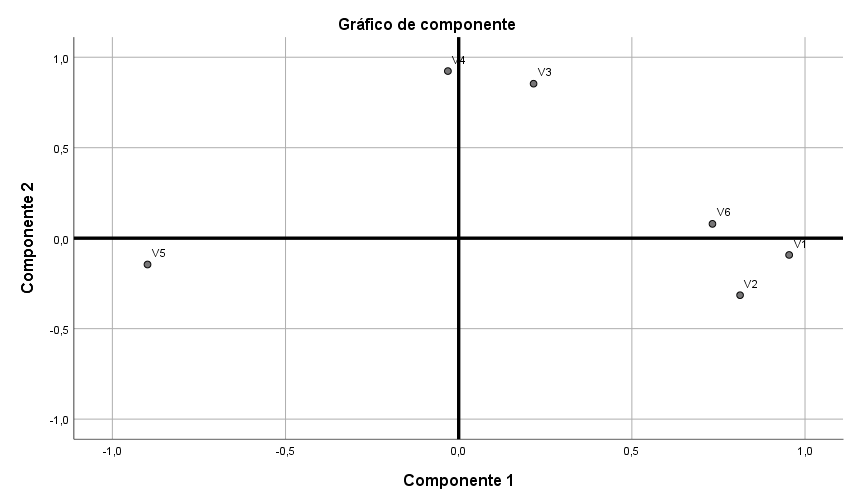 Gráfico de componente
1,0
V4
V3
0,5
V6
0,0
V1
V5
V2
-0,5
-1,0
-1,0 -0,5 0,0 0,5 1,0
Componente 2
Componente 1